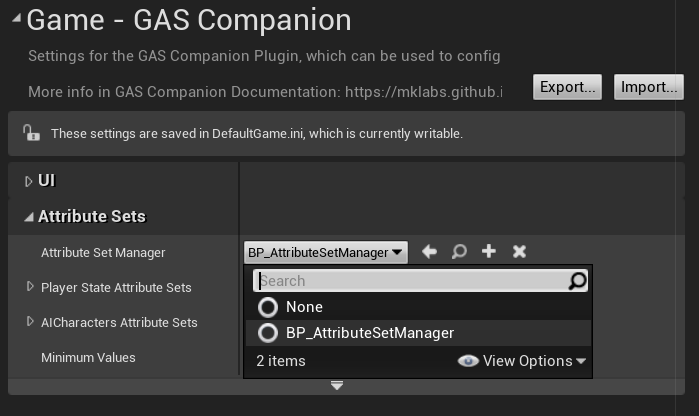 Game - GAS Companion
Settings for the GAS Companion Plugin, which can be used to config
More info in GAS Companion Documentation: https://mklabs.github.i
Export...
Import...
These settings are saved in DefaultGame.ini, which is currently writable.
UI
Attribute Sets
Attribute Set Manager
BP_AttributeSetManager
Search
Player State Attribute Sets
None
AICharacters Attribute Sets
BP_AttributeSetManager
Minimum Values
2 items
View Options